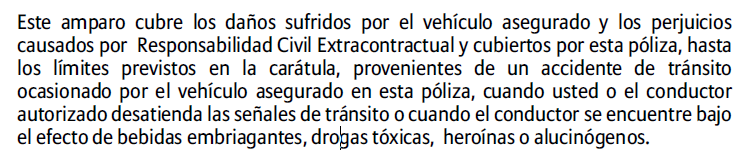 Este amparo cubre los daños sufridos por el vehículo asegurado y los perjuicios
causados por Responsabilidad Civil Extracontractual y cubiertos por esta póliza, hasta
los límites previstos en la carátula, provenientes de un accidente de tránsito
ocasionado por el vehículo asegurado en esta póliza, cuando usted o el conductor
autorizado desatienda las señales de tránsito o cuando el conductor se encuentre bajo
el efecto de bebidas embriagantes, drogas tóxicas, heroínas o alucinógenos.